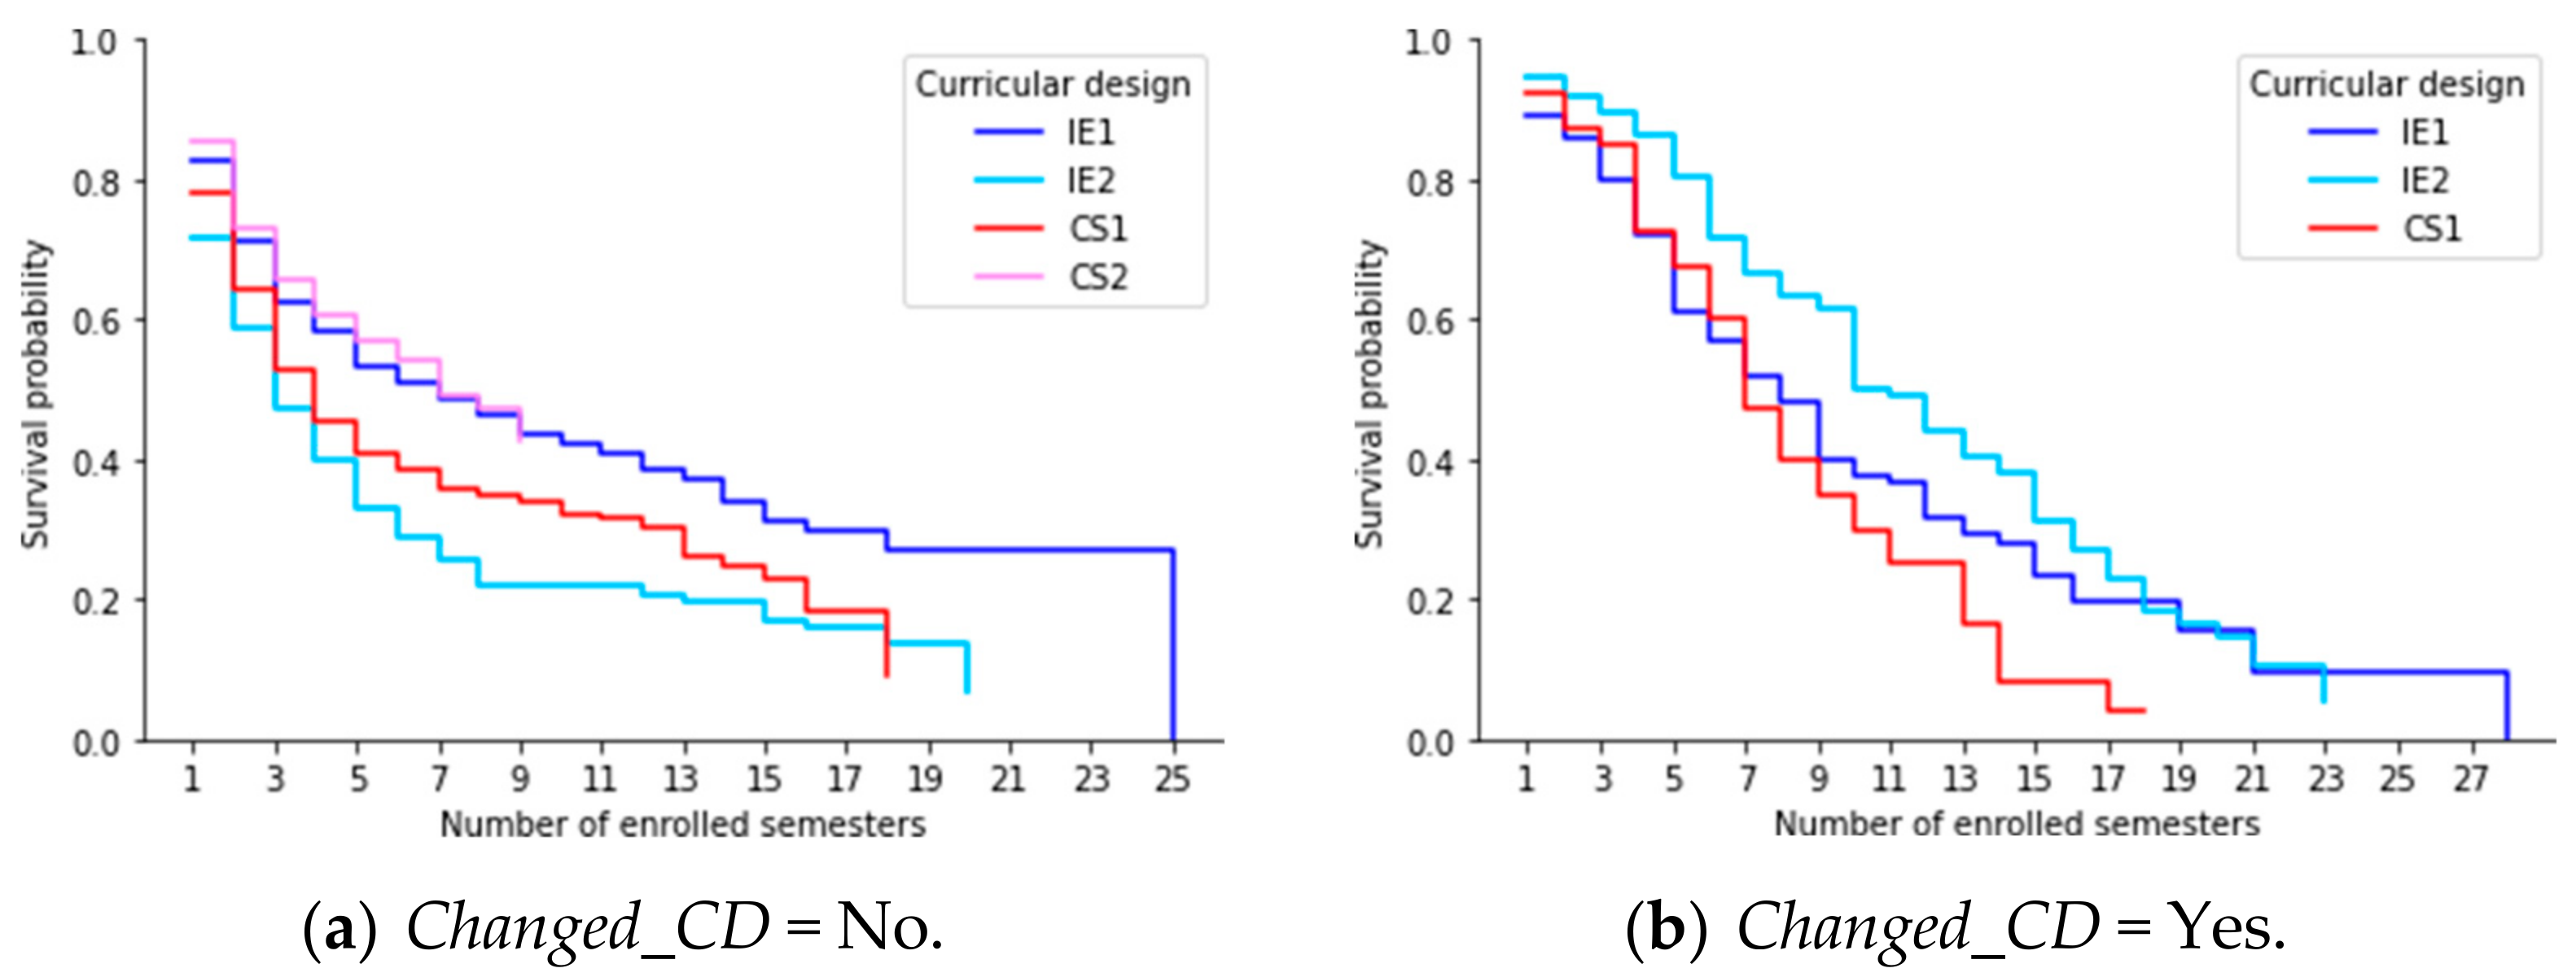 1.0
0.8
0.6
0.4
0.2
0.0
Survival probability
Curricular design
IE1
IE2
CS1
CS2
1 3 5 7 9 11 13 15 17 19 21 23 25
Number of enrolled semesters
(a) Changed_CD = No.
1.0
0.8
0.6
0.4
0.2
0.0
Survival probability
Curricular design
IE1
IE2
CS1
1 3 5 7 9 11 13 15 17 19 21 23 25 27
Number of enrolled semesters
(b) Changed_CD = Yes.